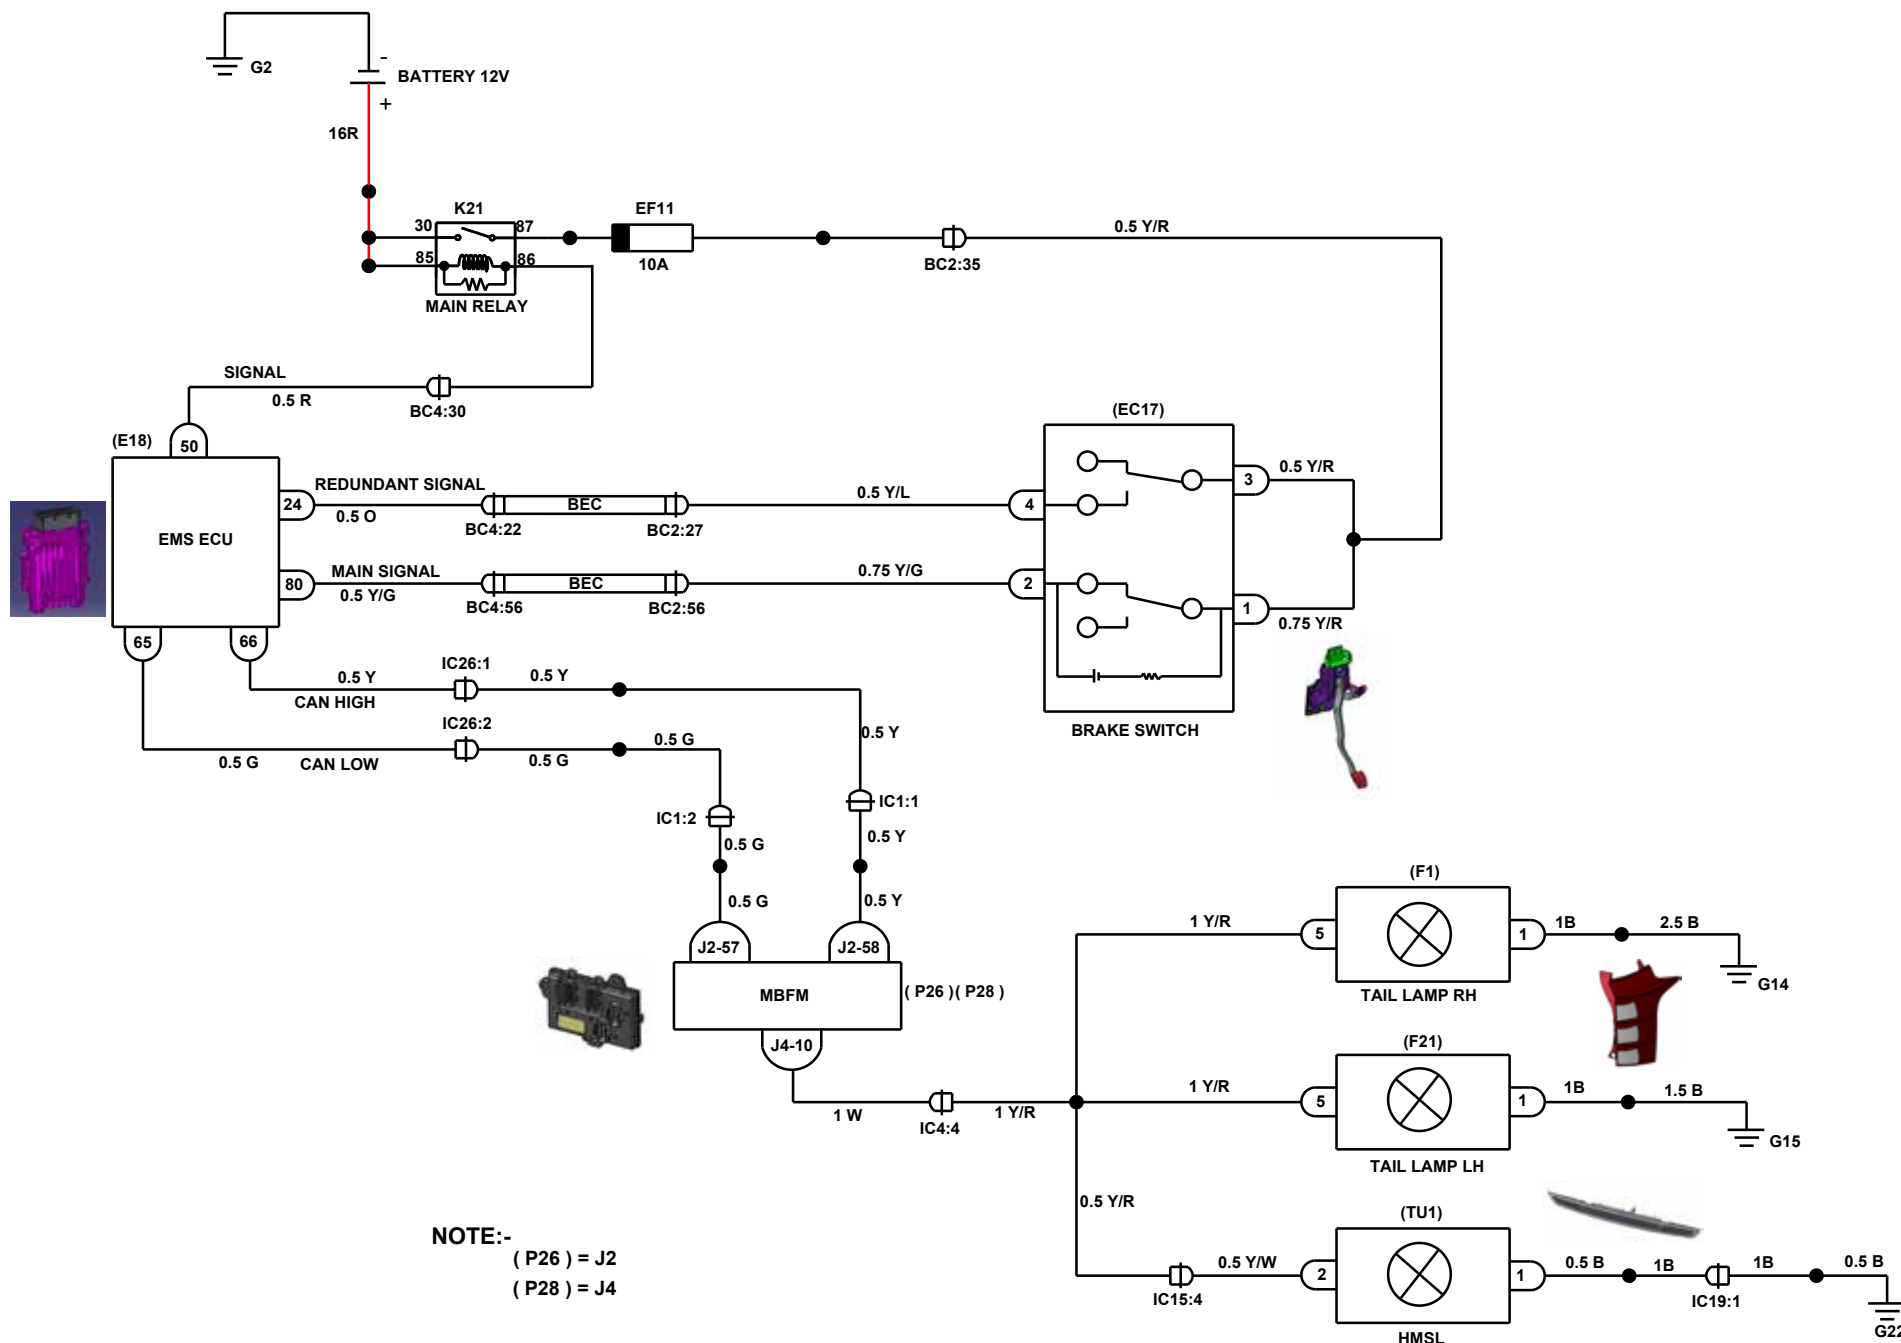 G2
-
BATTERY 12V
+
16R
K21
EF11
30
87
0.5 Y/R
85
86
10A
BC2:35
MAIN RELAY
SIGNAL
0.5 R
BC4:30
(EC17)
(E18)
50
REDUNDANT SIGNAL
24
0.5 O
BEC
BC4:22
BC2:27
0.5 Y/L
4
3
0.5 Y/R
EMS ECU
MAIN SIGNAL
80
0.5 Y/G
BEC
BC4:56
BC2:56
0.75 Y/G
2
1
0.75 Y/R
65
66
0.5 Y
IC26:1
0.5 Y
CAN HIGH
BRAKE SWITCH
IC26:2
0.5 G
0.5 Y
0.5 G
CAN LOW
0.5 G
IC1:2
IC1:1
0.5 G
0.5 Y
0.5 G
0.5 Y
J2-57
J2-58
MBFM
( P26 )( P28 )
J4-10
1 W
IC4:4
1 Y/R
(F1)
1 Y/R
5
1
1B
2.5 B
G14
TAIL LAMP RH
(F21)
1 Y/R
5
1
1B
1.5 B
G15
TAIL LAMP LH
0.5 Y/R
(TU1)
IC15:4
0.5 Y/W
2
1
0.5 B
1B
IC19:1
1B
0.5 B
G22
HMSL
NOTE:-
( P26 ) = J2
( P28 ) = J4